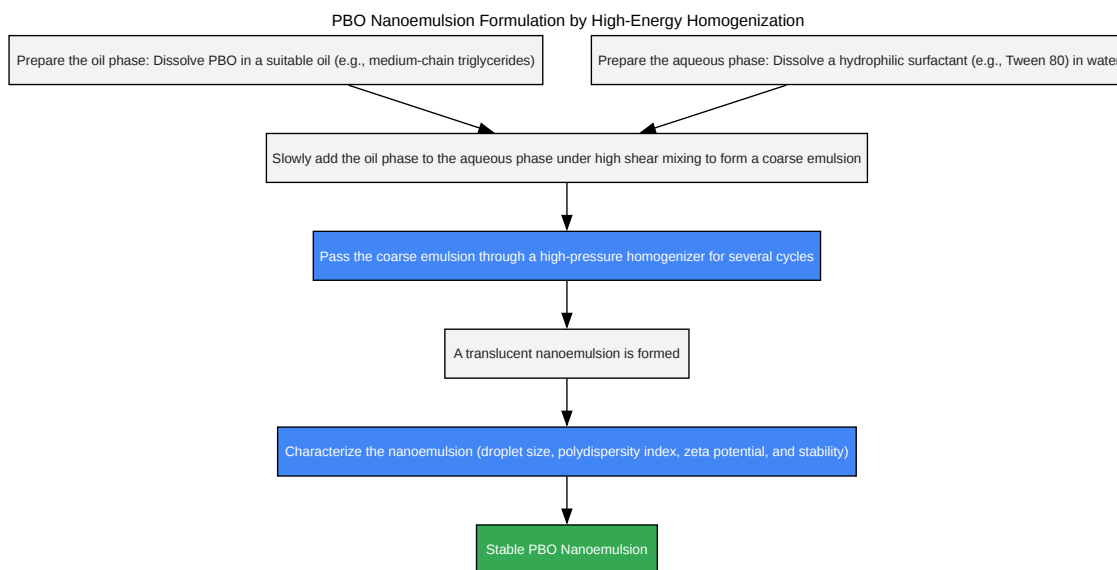 PBO Nanoemulsion Formulation by High-Energy Homogenization
Prepare the oil phase: Dissolve PBO in a suitable oil (e.g., medium-chain triglycerides)
Prepare the aqueous phase: Dissolve a hydrophilic surfactant (e.g., Tween 80) in water
Slowly add the oil phase to the aqueous phase under high shear mixing to form a coarse emulsion
Pass the coarse emulsion through a high-pressure homogenizer for several cycles
A translucent nanoemulsion is formed
Characterize the nanoemulsion (droplet size, polydispersity index, zeta potential, and stability)
Stable PBO Nanoemulsion